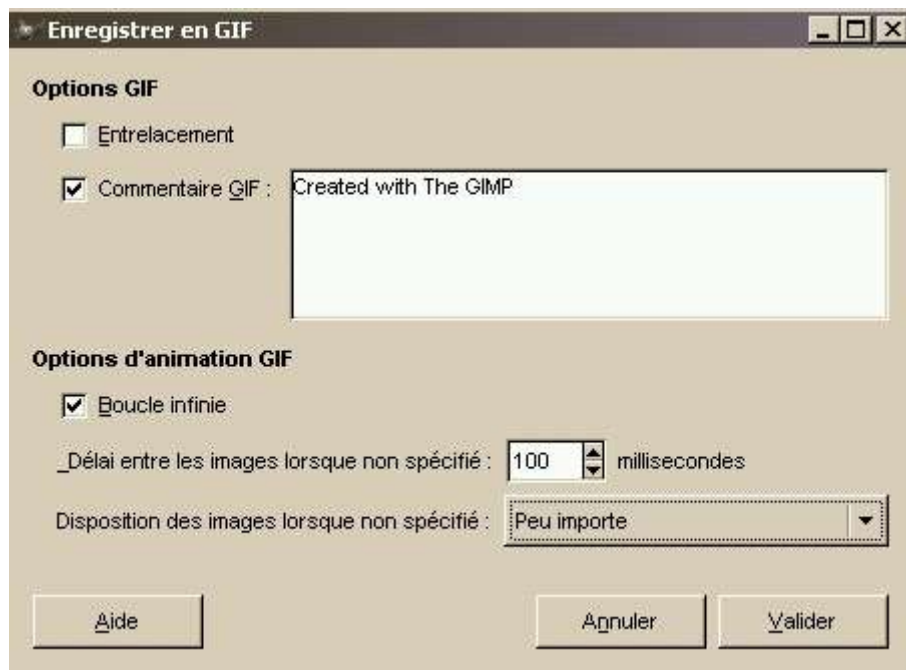 Enregistrer en GIF
Options GIF
Entrelacement
Commentaire GIF :
Created with The GIMP
Options d'animation GIF
Boucle infinie
_Délai entre les images lorsque non spécifié : 100 millisecondes
Disposition des images lorsque non spécifié : Peu importe
Aide Annuler Valider